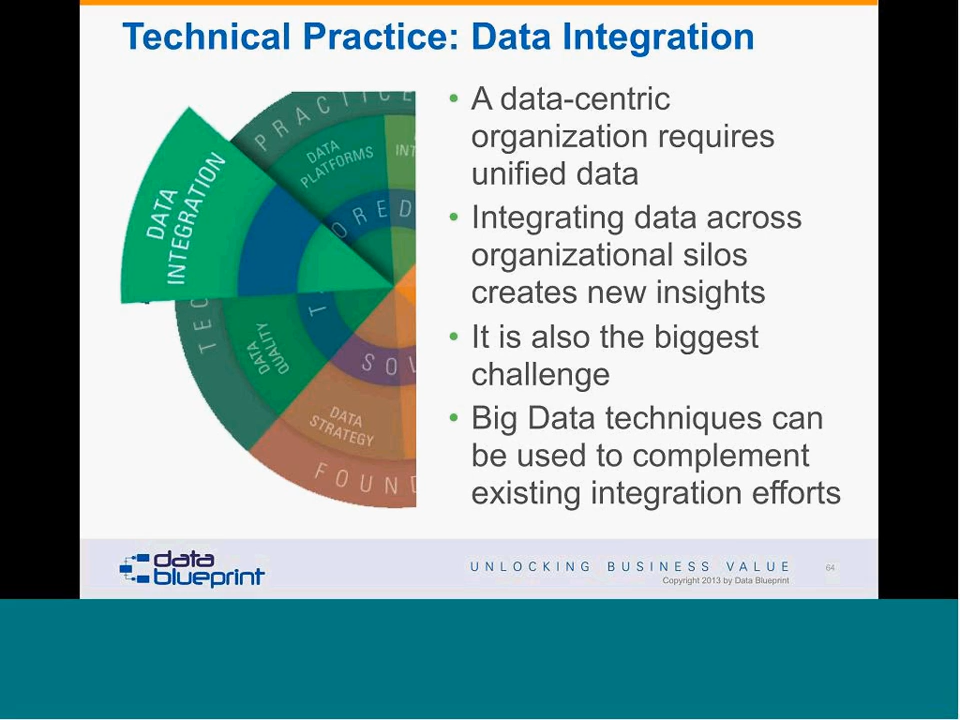 Technical Practice: Data Integration
PRACTICE
DATA
PLATFORMS
INT
DATA
INTEGRATION
ORED
TEC
T
DATA
QUALITY
SOL
DATA
STRATEGY
FOUND
• A data-centric
organization requires
unified data
• Integrating data across
organizational silos
creates new insights
• It is also the biggest
challenge
• Big Data techniques can
be used to complement
existing integration efforts
data
blueprint
UNLOCKING BUSINESS VALUE
Copyright 2013 by Data Blueprint
64